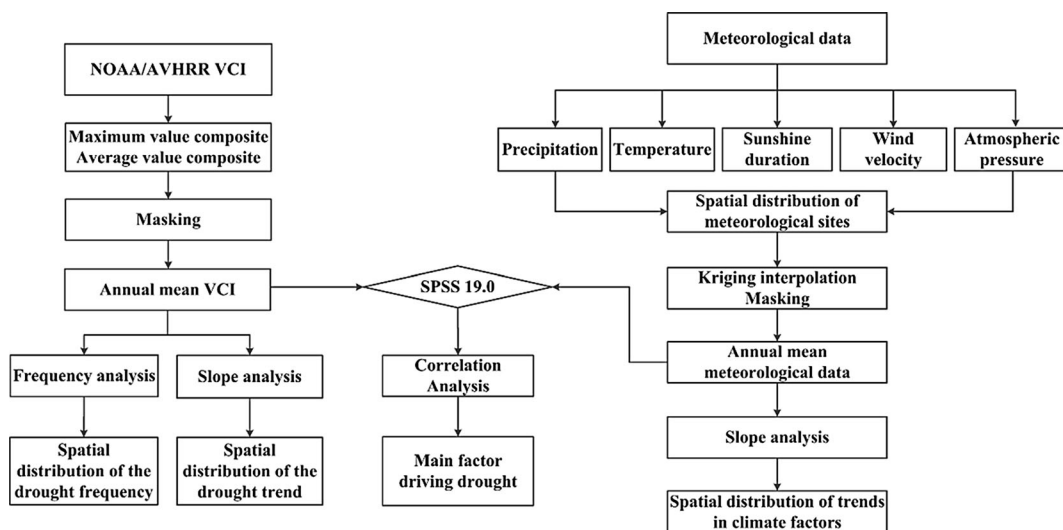 NOAA/AVHRR VCI
Maximum value composite
Average value composite
Masking
Annual mean VCI
Frequency analysis
Slope analysis
Spatial
distribution of the
drought frequency
Spatial
distribution of the
drought trend
SPSS 19.0
Correlation
Analysis
Main factor
driving drought
Meteorological data
Precipitation
Temperature
Sunshine
duration
Wind
velocity
Atmospheric
pressure
Spatial distribution of
meteorological sites
Kriging interpolation
Masking
Annual mean
meteorological data
Slope analysis
Spatial distribution of trends
in climate factors